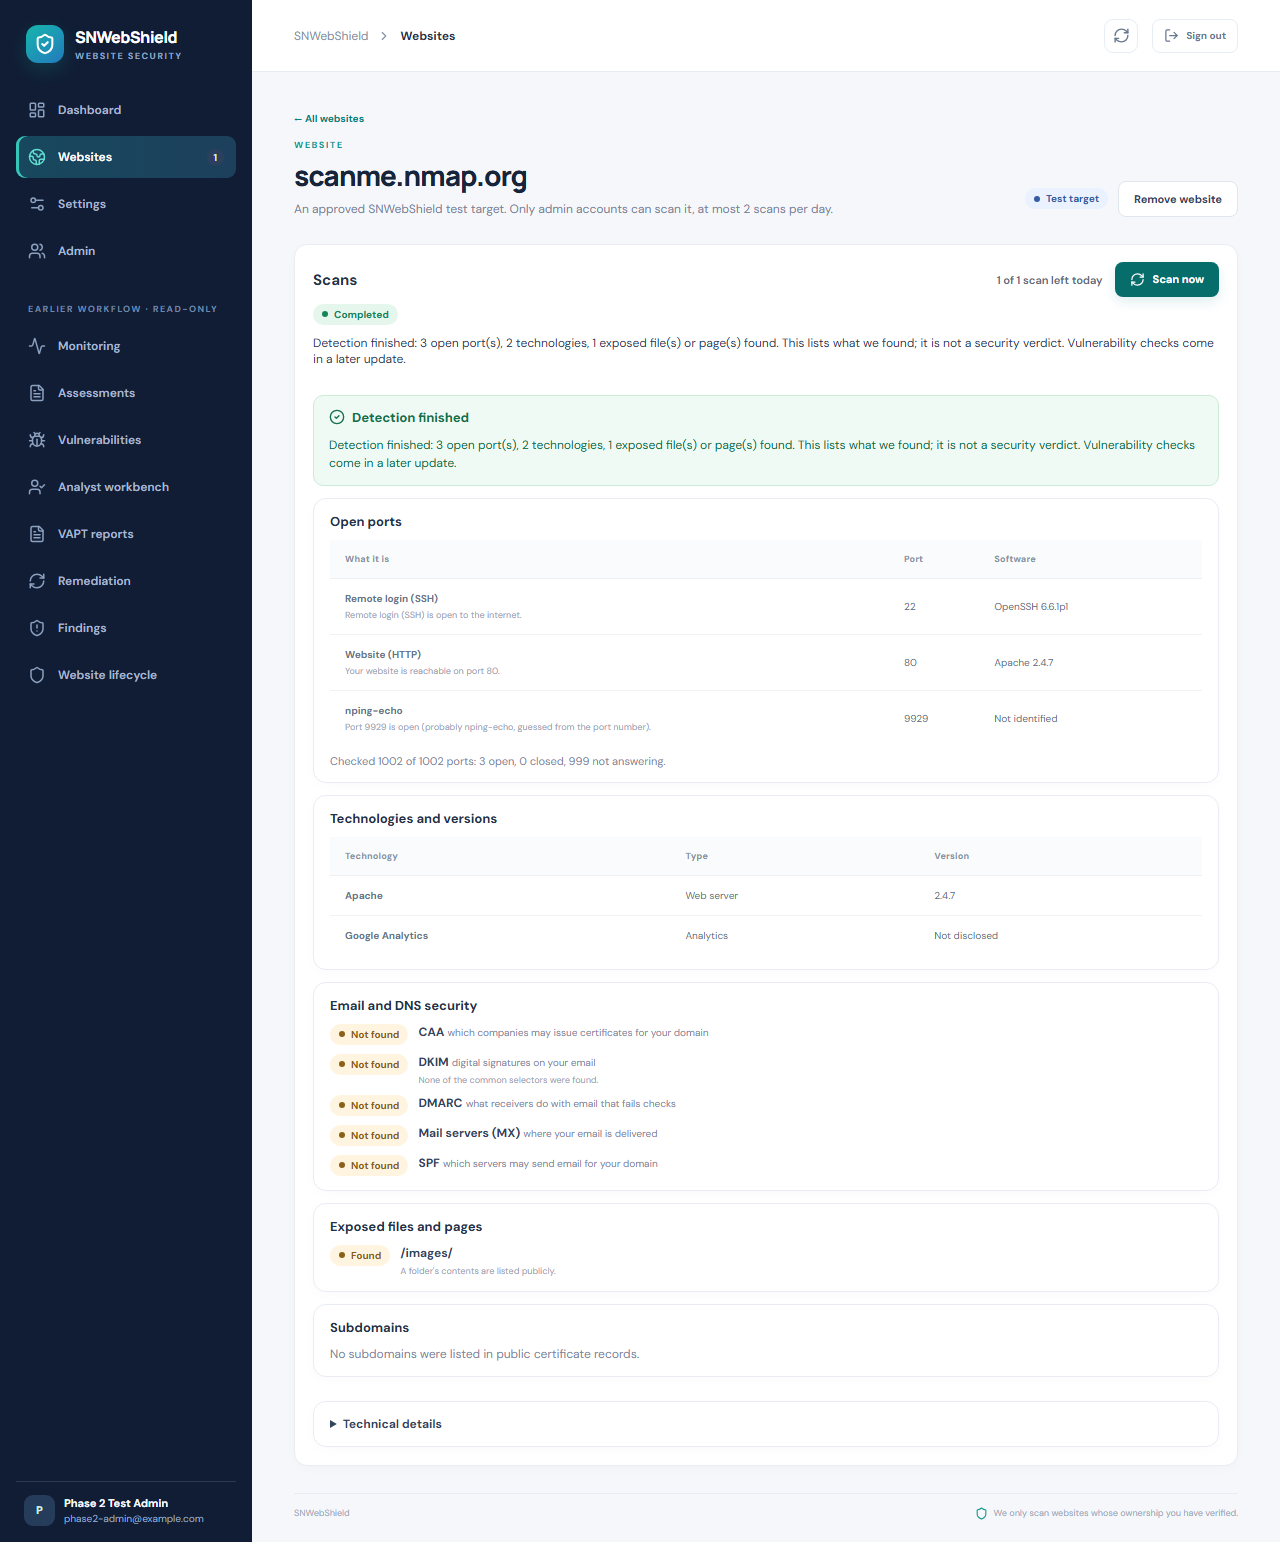 SNWebShield
WEBSITE SECURITY
Dashboard
Websites 1
Settings
Admin
EARLIER WORKFLOW · READ-ONLY
Monitoring
Assessments
Vulnerabilities
Analyst workbench
VAPT reports
Remediation
Findings
Website lifecycle
P
Phase 2 Test Admin
phase2-admin@example.com
SNWebShield > Websites
Sign out
← All websites
WEBSITE
scanme.nmap.org
An approved SNWebShield test target. Only admin accounts can scan it, at most 2 scans per day.
Test target
Remove website
Scans
1 of 1 scan left today
Scan now
Completed
Detection finished: 3 open port(s), 2 technologies, 1 exposed file(s) or page(s) found. This lists what we found; it is not a security verdict. Vulnerability checks come
in a later update.
Detection finished
Detection finished: 3 open port(s), 2 technologies, 1 exposed file(s) or page(s) found. This lists what we found; it is not a security verdict. Vulnerability checks
come in a later update.
Open ports
What it is Port Software
Remote login (SSH)
Remote login (SSH) is open to the internet.
22 OpenSSH 6.6.1p1
Website (HTTP)
Your website is reachable on port 80.
80 Apache 2.4.7
nping-echo
Port 9929 is open (probably nping-echo, guessed from the port number).
9929 Not identified
Checked 1002 of 1002 ports: 3 open, 0 closed, 999 not answering.
Technologies and versions
Technology Type Version
Apache Web server 2.4.7
Google Analytics Analytics Not disclosed
Email and DNS security
Not found CAA which companies may issue certificates for your domain
Not found DKIM digital signatures on your email
None of the common selectors were found.
Not found DMARC what receivers do with email that fails checks
Not found Mail servers (MX) where your email is delivered
Not found SPF which servers may send email for your domain
Exposed files and pages
Found /images/
A folder's contents are listed publicly.
Subdomains
No subdomains were listed in public certificate records.
Technical details
SNWebShield
We only scan websites whose ownership you have verified.